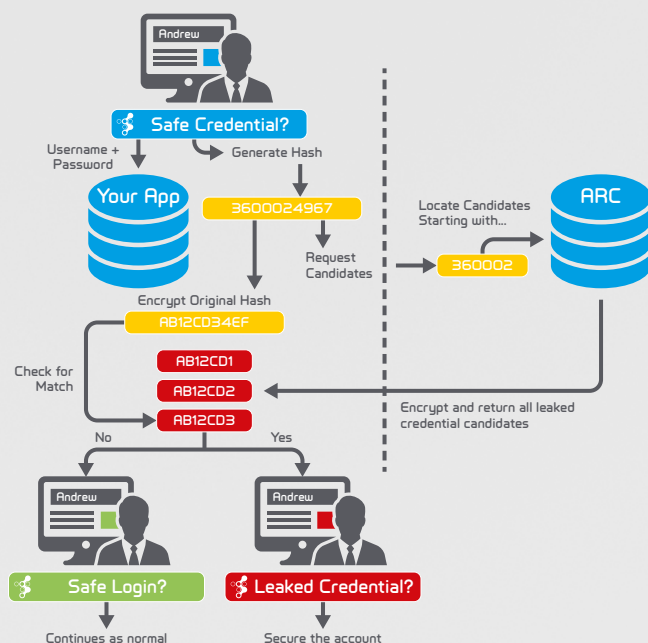 Andrew
Safe Credential?
Username +
Password
Generate Hash
Your App
3600024967
Request
Candidates
Locate Candidates
Starting with...
ARC
360002
Encrypt Original Hash
AB12CD34EF
AB12CD1
AB12CD2
AB12CD3
Check for
Match
Encrypt and return all leaked
credential candidates
No
Yes
Andrew
Andrew
Safe Login?
Leaked Credential?
Continues as normal
Secure the account